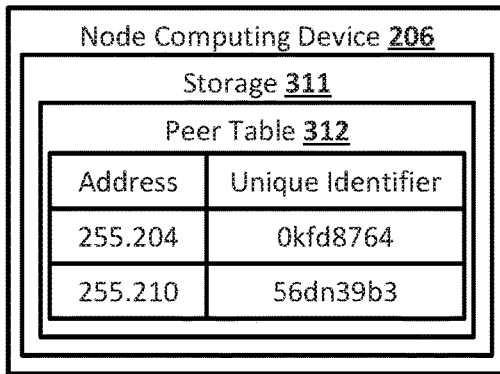 Node Computing Device 206
Storage 311
Peer Table 312
Address Unique Identifier
255.204 0kfd8764
255.210 56dn39b3